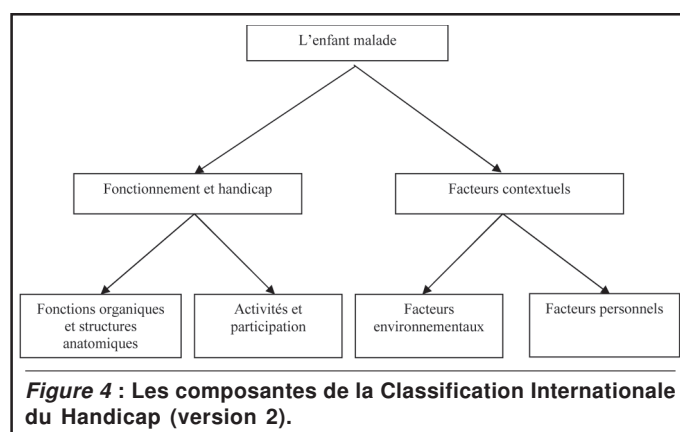 L'enfant malade
Fonctionnement et handicap
Facteurs contextuels
Fonctions organiques
et structures
anatomiques
Activités et
participation
Facteurs
environnementaux
Facteurs personnels
Figure 4 : Les composantes de la Classification Internationale
du Handicap (version 2).